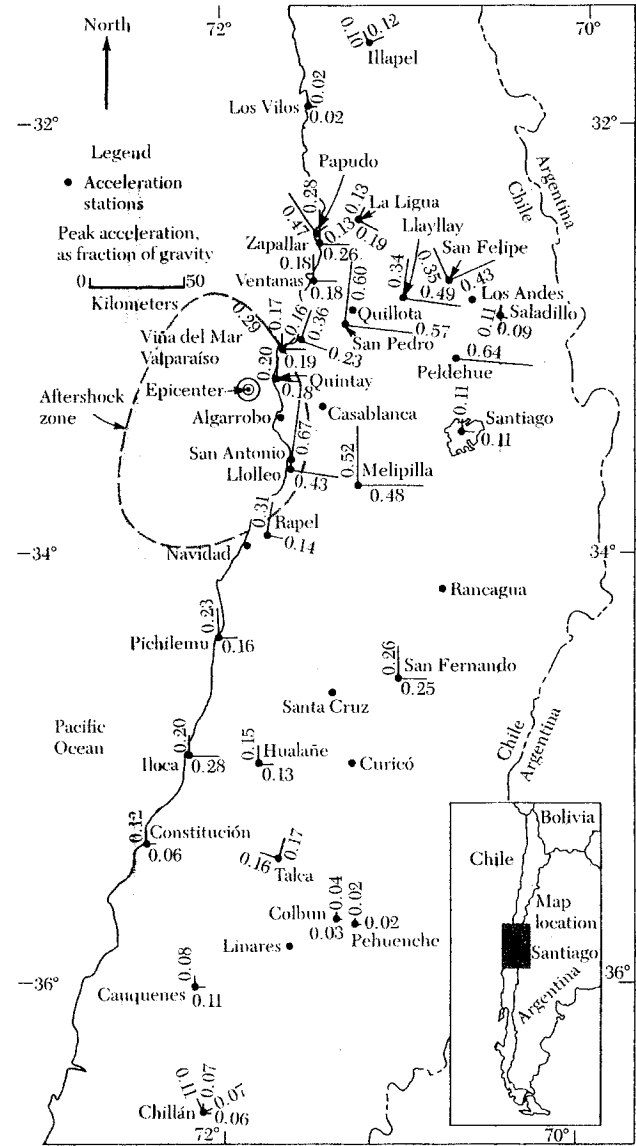 72°
70°
North
0.10
0.12
Illapel
Los Vilos
0.02
0.02
—32°
32°
Legend
Acceleration
stations
Peak acceleration,
as fraction of gravity
0 50
Kilometers
Argentina
Chile
Papudo
0.28
0.47
0.13
La Ligua
0.13
0.19
Zapallar
0.26
Llayllay
0.34
0.49
San Felipe
0.35
0.43
0.18
Ventanas
0.18
0.60
Quillota
0.57
San Pedro
Los Andes
0.11
Saladillo
0.09
0.29
0.17
0.16
0.36
Viña del Mar
Valparaíso
0.19
0.23
0.64
Peldehue
0.20
Epicenter
0.18
Quintay
Aftershock
zone
Algarrobo
Casablanca
0.11
Santiago
0.11
0.67
San Antonio
Llolleo
0.43
0.52
Melipilla
0.48
0.31
Rapel
0.14
Navidad
—34°
34°
Rancagua
0.23
Pichilemu
0.16
0.26
San Fernando
0.25
Santa Cruz
Pacific
Ocean
0.20
Iloca
0.28
0.15
Hualañe
0.13
Curicó
Chile
Argentina
Constitución
0.06
0.16
0.17
Talca
0.04
Colbun
0.03
0.02
0.02
Pehuenche
Linares
0.08
Cauquenes
0.11
—36°
36°
0.11
0.07
0.07
Chillán
0.06
Bolivia
Chile
Map
location
Santiago
Argentina
72°
70°